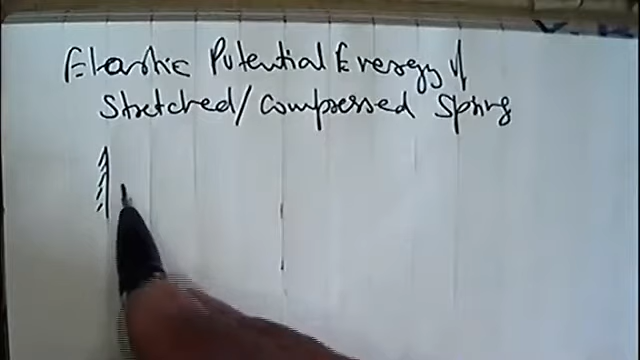 Elastic Potential Energy of
Stretched/Compressed Spring